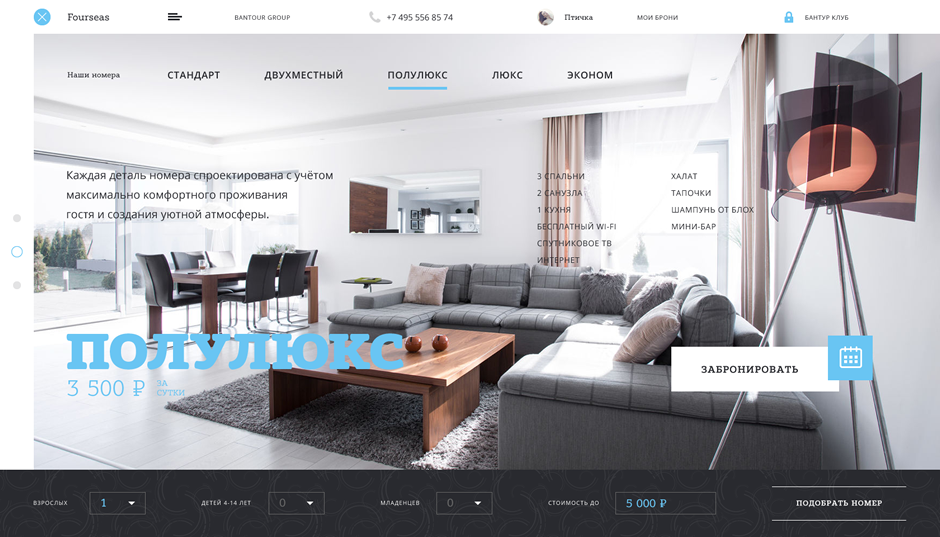 Fourseas
BANTOUR GROUP
+7 495 556 85 74
Птичка
МОИ БРОНИ
БАНТУР КЛУБ
Наши номера
СТАНДАРТ
ДВУХМЕСТНЫЙ
ПОЛУЛЮКС
ЛЮКС
ЭКОНОМ
Каждая деталь номера спроектирована с учётом
максимально комфортного проживания
гостя и создания уютной атмосферы.
3 СПАЛЬНИ
2 САНУЗЛА
1 КУХНЯ
БЕСПЛАТНЫЙ WI-FI
СПУТНИКОВОЕ ТВ
ИНТЕРНЕТ
ХАЛАТ
ТАПОЧКИ
ШАМПУНЬ ОТ БЛОХ
МИНИ-БАР
ПОЛУЛЮКС
3 500 ₽ ЗА
СУТКИ
ЗАБРОНИРОВАТЬ
ВЗРОСЛЫХ
1
ДЕТЕЙ 4-14 ЛЕТ
0
МЛАДЕНЦЕВ
0
СТОИМОСТЬ ДО
5 000 ₽
ПОДОБРАТЬ НОМЕР